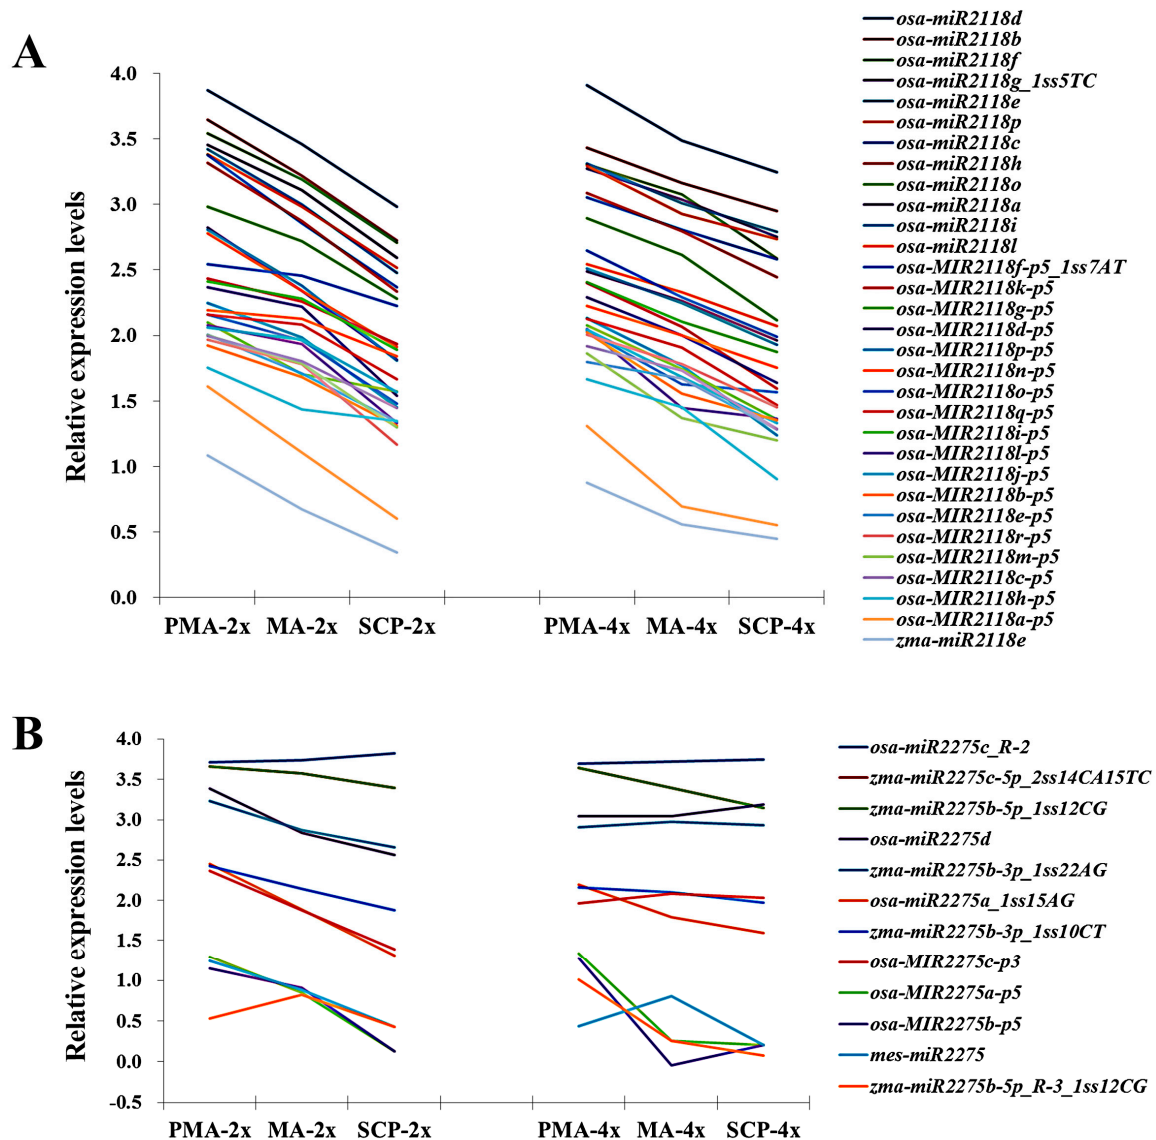 A
Relative expression levels
4.0
3.5
3.0
2.5
2.0
1.5
1.0
0.5
0.0
PMA-2x MA-2x SCP-2x PMA-4x MA-4x SCP-4x
osa-miR2118d
osa-miR2118b
osa-miR2118f
osa-miR2118g_1ss5TC
osa-miR2118e
osa-miR2118p
osa-miR2118c
osa-miR2118h
osa-miR2118o
osa-miR2118a
osa-miR2118i
osa-miR2118l
osa-MIR2118f-p5_1ss7AT
osa-MIR2118k-p5
osa-MIR2118g-p5
osa-MIR2118d-p5
osa-MIR2118p-p5
osa-MIR2118n-p5
osa-MIR2118o-p5
osa-MIR2118q-p5
osa-MIR2118i-p5
osa-MIR2118l-p5
osa-MIR2118j-p5
osa-MIR2118b-p5
osa-MIR2118e-p5
osa-MIR2118r-p5
osa-MIR2118m-p5
osa-MIR2118c-p5
osa-MIR2118h-p5
osa-MIR2118a-p5
zma-miR2118e
B
Relative expression levels
4.0
3.5
3.0
2.5
2.0
1.5
1.0
0.5
0.0
-0.5
PMA-2x MA-2x SCP-2x PMA-4x MA-4x SCP-4x
osa-miR2275c_R-2
zma-miR2275c-5p_2ss14CA15TC
zma-miR2275b-5p_1ss12CG
osa-miR2275d
zma-miR2275b-3p_1ss22AG
osa-miR2275a_1ss15AG
zma-miR2275b-3p_1ss10CT
osa-MIR2275c-p3
osa-MIR2275a-p5
osa-MIR2275b-p5
mes-miR2275
zma-miR2275b-5p_R-3_1ss12CG